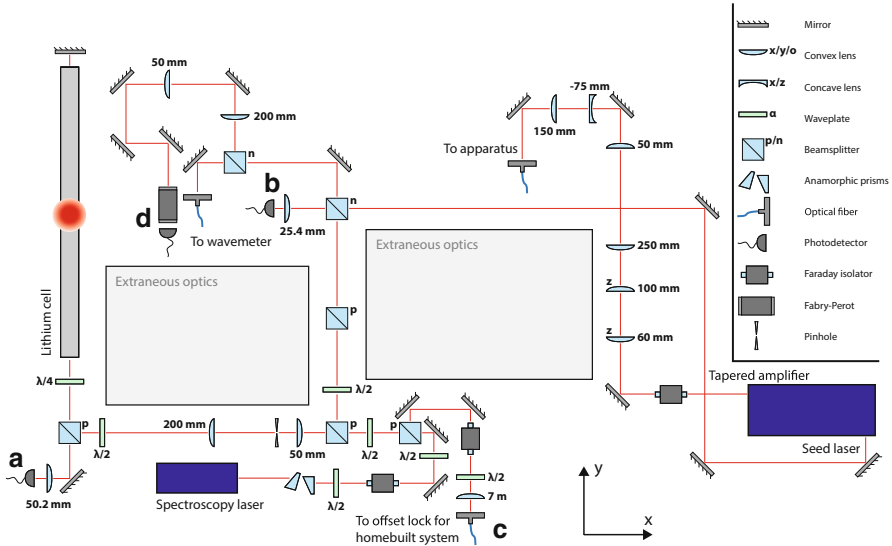 50 mm
200 mm
n
To wavemeter
d
b
25.4 mm
n
-75 mm
150 mm
50 mm
To apparatus
250 mm
z
100 mm
z
60 mm
Extraneous optics
Extraneous optics
Lithium cell
p
λ/2
λ/4
p
λ/2
200 mm
50 mm
p
λ/2
p
λ/2
a
50.2 mm
Spectroscopy laser
λ/2
λ/2
7 m
To offset lock for
homebuilt system
c
y
x
Tapered amplifier
Seed laser
Mirror
x/y/o
Convex lens
x/z
Concave lens
α
Waveplate
p/n
Beamsplitter
Anamorphic prisms
Optical fiber
Photodetector
Faraday isolator
Fabry-Perot
Pinhole